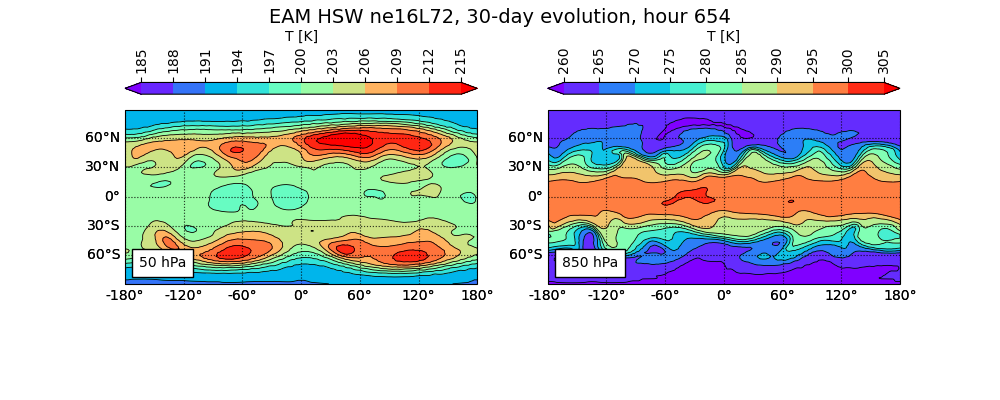 EAM HSW ne16L72, 30-day evolution, hour 654
T [K]
185 188 191 194 197 200 203 206 209 212 215
60°N
30°N
0°
30°S
60°S
50 hPa
-180° -120° -60° 0° 60° 120° 180°
T [K]
260 265 270 275 280 285 290 295 300 305
60°N
30°N
0°
30°S
60°S
850 hPa
-180° -120° -60° 0° 60° 120° 180°